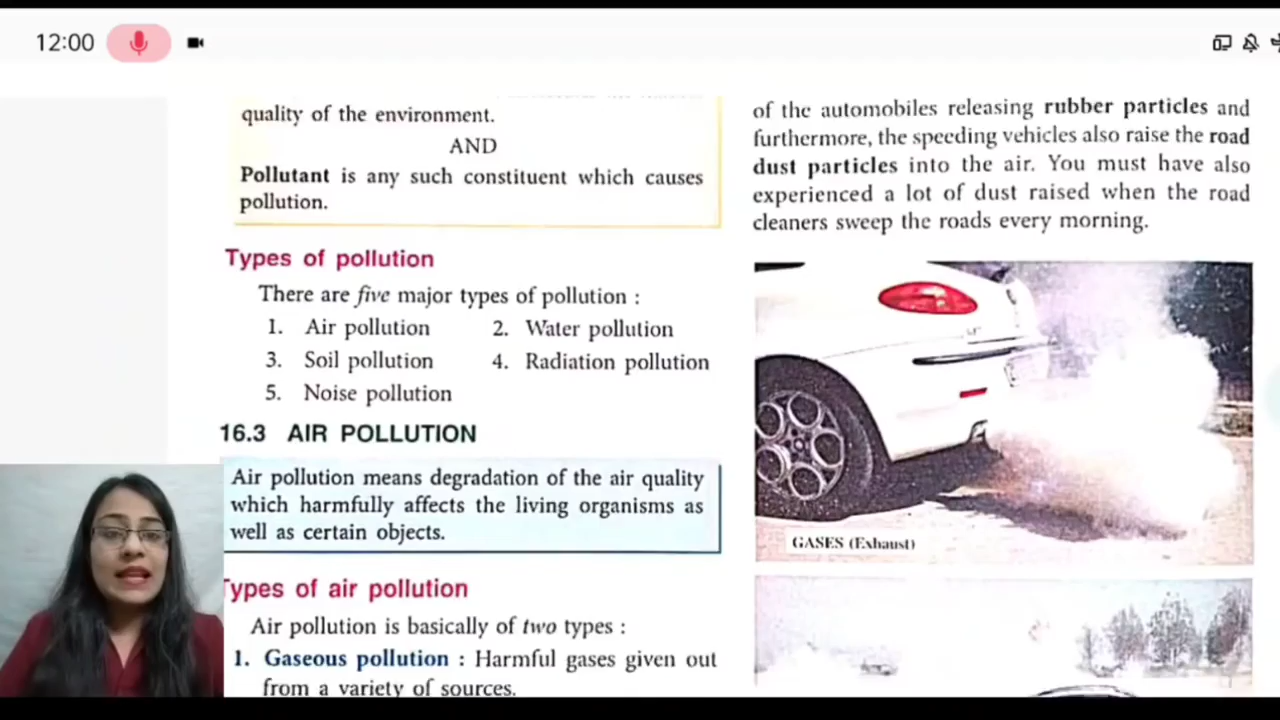 12:00
quality of the environment.
AND
Pollutant is any such constituent which causes
pollution.
Types of pollution
There are five major types of pollution :
1. Air pollution
2. Water pollution
3. Soil pollution
4. Radiation pollution
5. Noise pollution
16.3 AIR POLLUTION
Air pollution means degradation of the air quality
which harmfully affects the living organisms as
well as certain objects.
Types of air pollution
Air pollution is basically of two types :
1. Gaseous pollution : Harmful gases given out
from a variety of sources.
of the automobiles releasing rubber particles and
furthermore, the speeding vehicles also raise the road
dust particles into the air. You must have also
experienced a lot of dust raised when the road
cleaners sweep the roads every morning.
GASES (Exhaust)